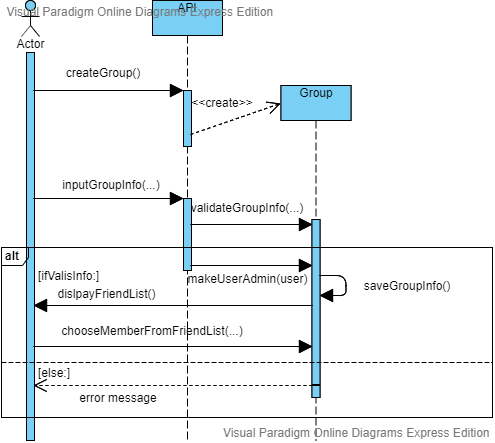 Visual Paradigm Online Diagrams Express Edition
API
Actor
createGroup()
Group
<<create>>
inputGroupInfo(...)
validateGroupInfo(...)
alt
[ifValisInfo:]
makeUserAdmin(user)
saveGroupInfo()
dislpayFriendList()
chooseMemberFromFriendList(...)
[else:]
error message
Visual Paradigm Online Diagrams Express Edition